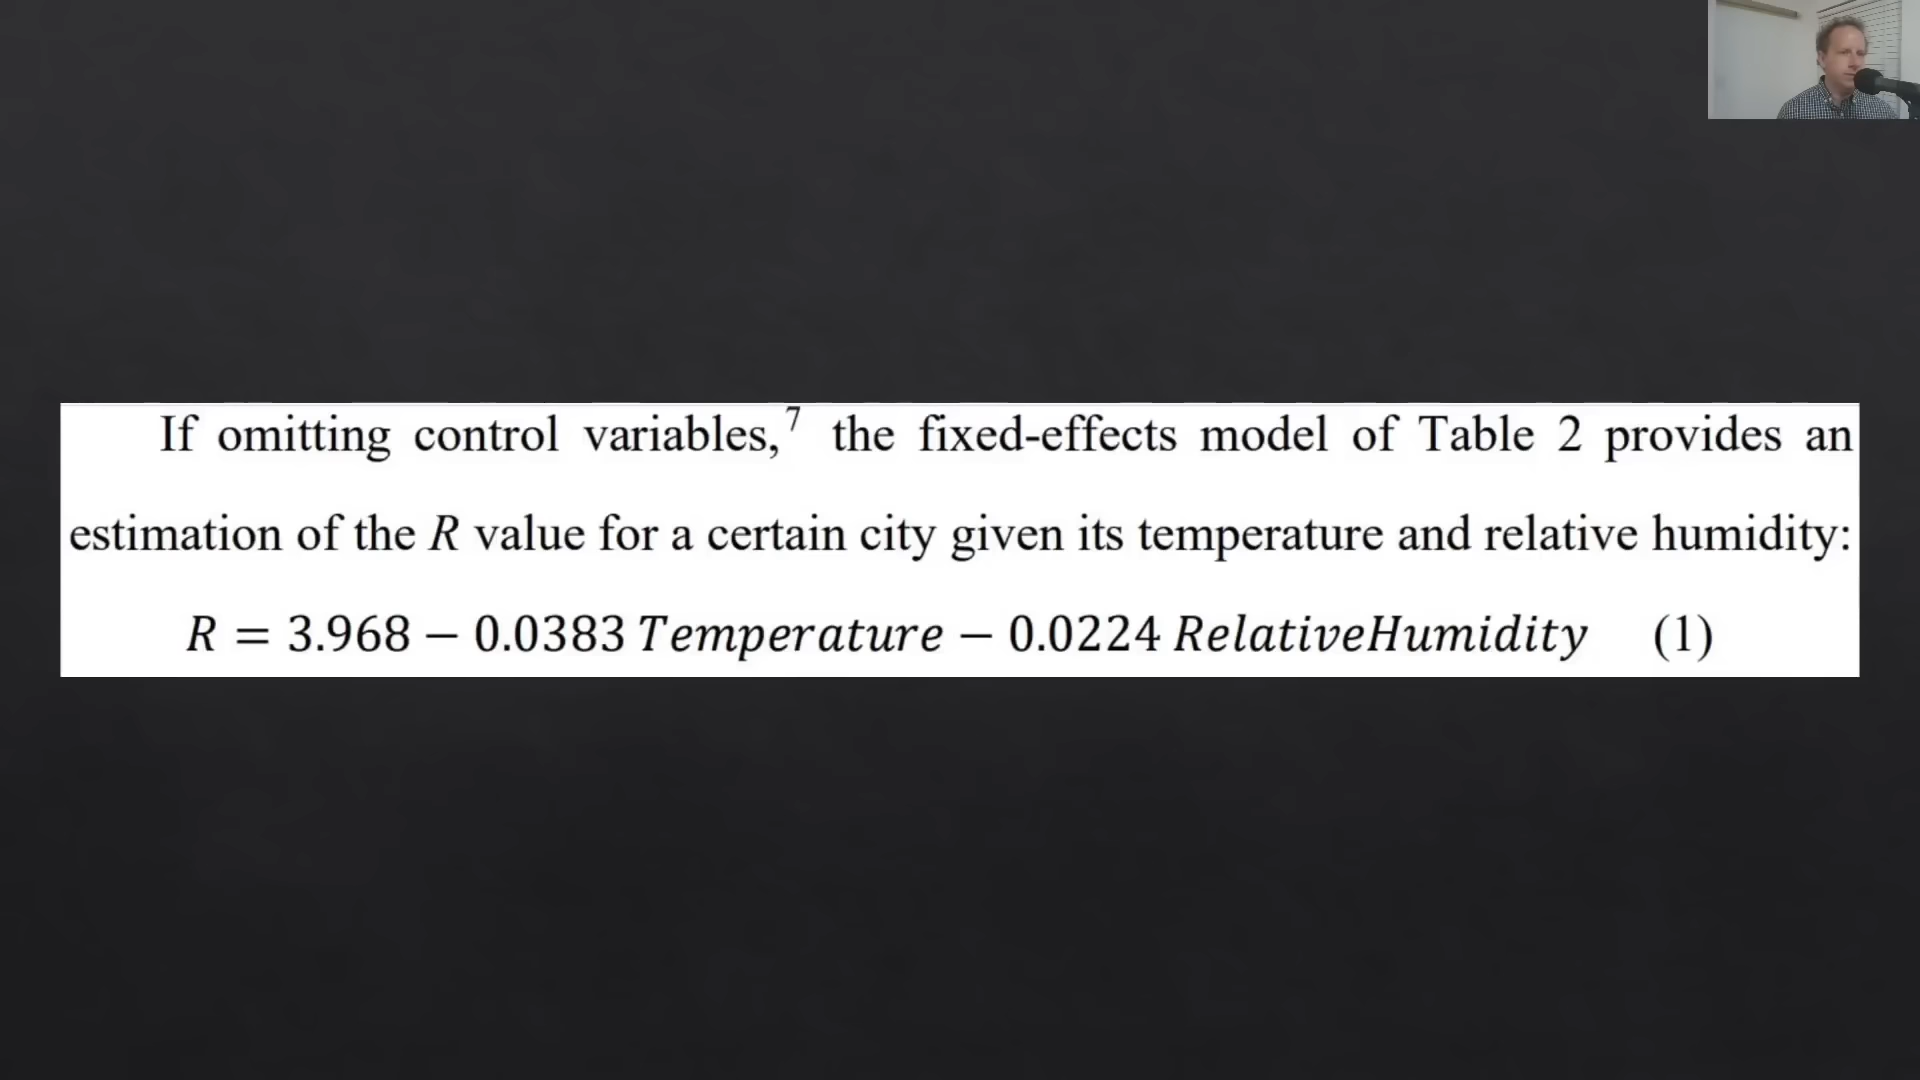 If omitting control variables,⁷ the fixed-effects model of Table 2 provides an
estimation of the R value for a certain city given its temperature and relative humidity:
R = 3.968 − 0.0383 Temperature − 0.0224 RelativeHumidity (1)